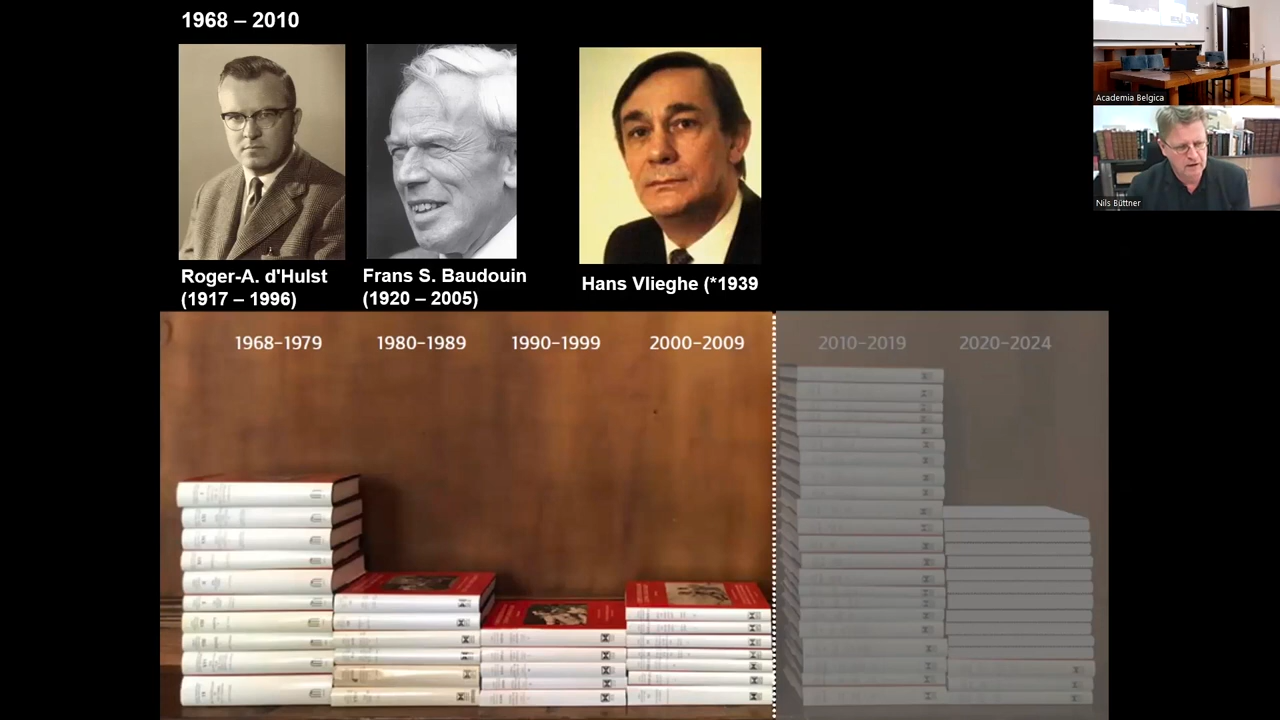 1968 – 2010
Roger-A. d'Hulst
(1917 – 1996)
Frans S. Baudouin
(1920 – 2005)
Hans Vlieghe (*1939
1968-1979
1980-1989
1990-1999
2000-2009
2010-2019
2020-2024
Academia Belgica
Nils Büttner